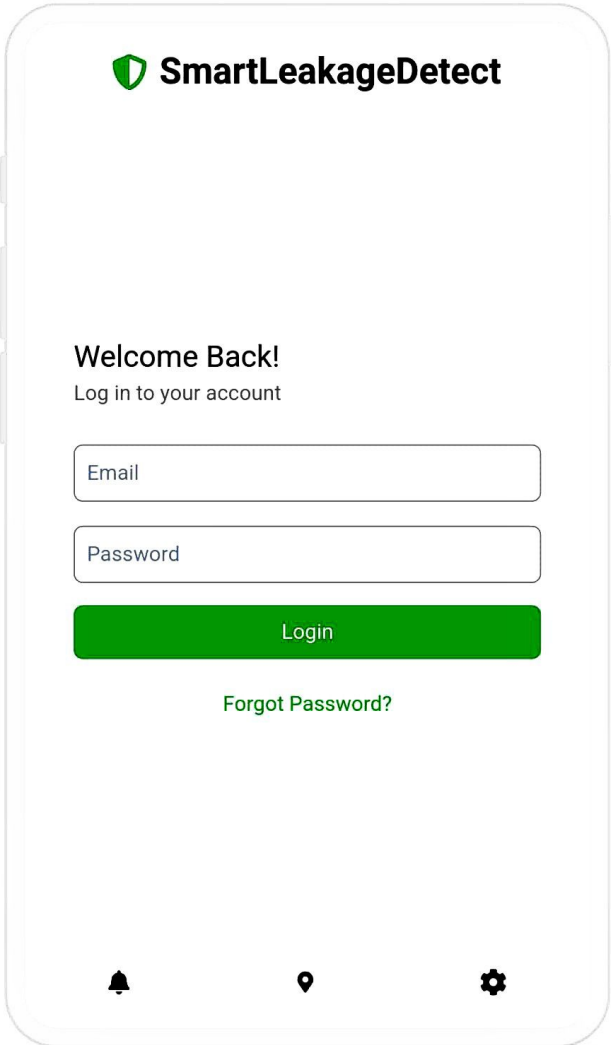 SmartLeakageDetect
Welcome Back!
Log in to your account
Email
Password
Login
Forgot Password?